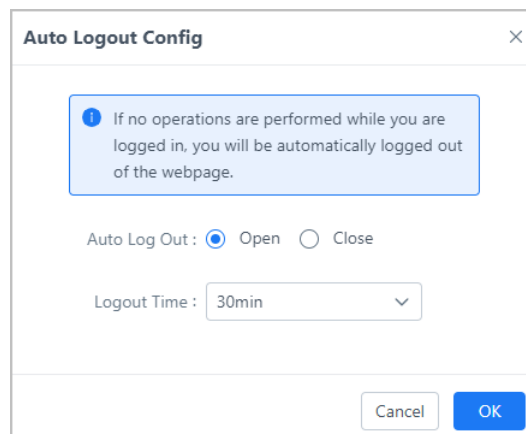 Auto Logout Config
If no operations are performed while you are
logged in, you will be automatically logged out
of the webpage.
Auto Log Out : Open Close
Logout Time : 30min
Cancel OK